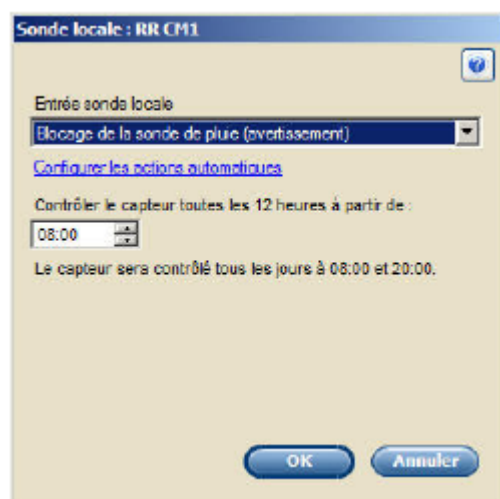 Sonde locale : RR CM1
Entrée sonde locale
Blocage de la sonde de pluie (avertissement)
Configurer les actions automatiques
Contrôler le capteur toutes les 12 heures à partir de :
08:00
Le capteur sera contrôlé tous les jours à 08:00 et 20:00.
OK
Annuler